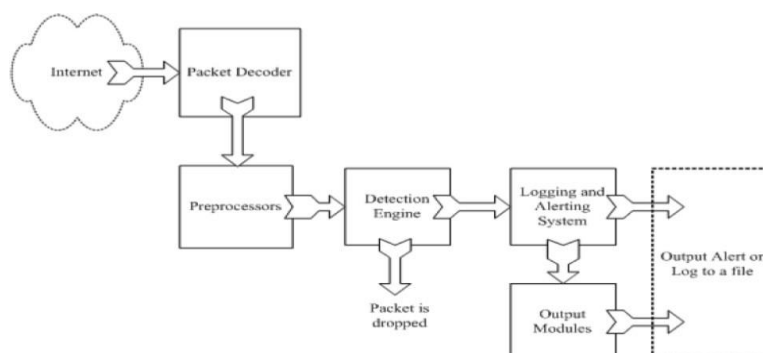 Internet
Packet Decoder
Preprocessors
Detection
Engine
Logging and
Alerting
System
Packet is
dropped
Output
Modules
Output Alert or
Log to a file